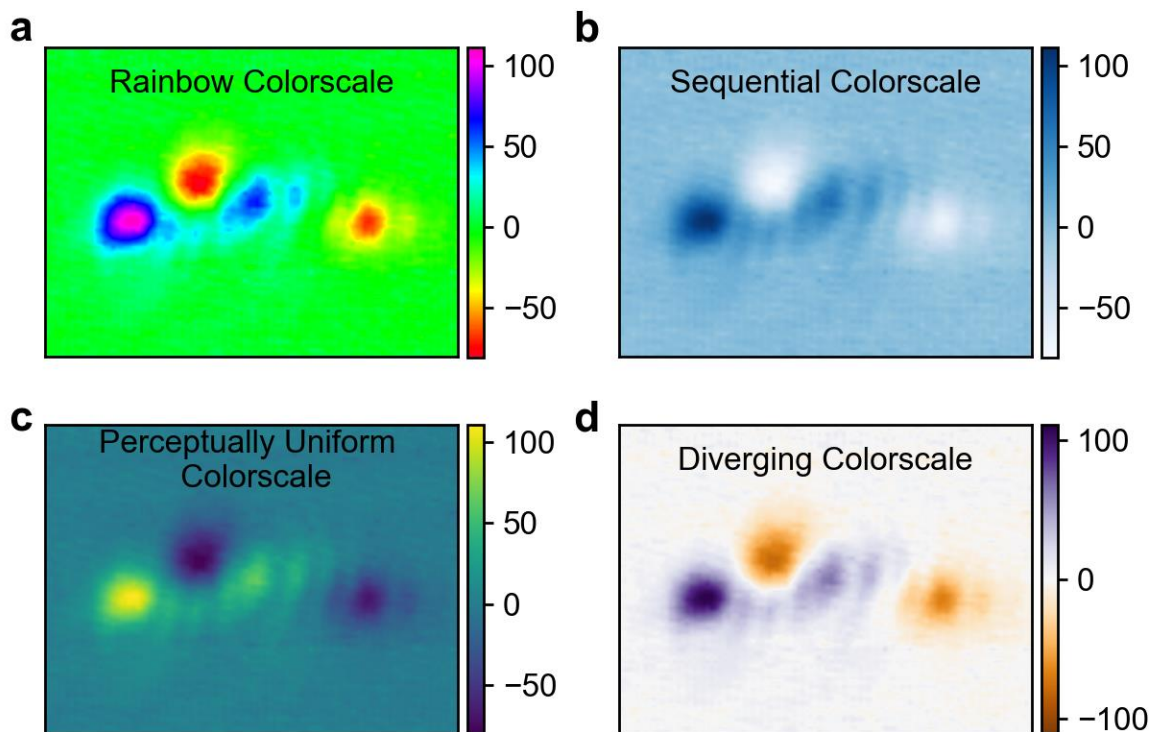 a
Rainbow Colorscale
100
50
0
−50
b
Sequential Colorscale
100
50
0
−50
c
Perceptually Uniform
Colorscale
100
50
0
−50
d
Diverging Colorscale
100
0
−100